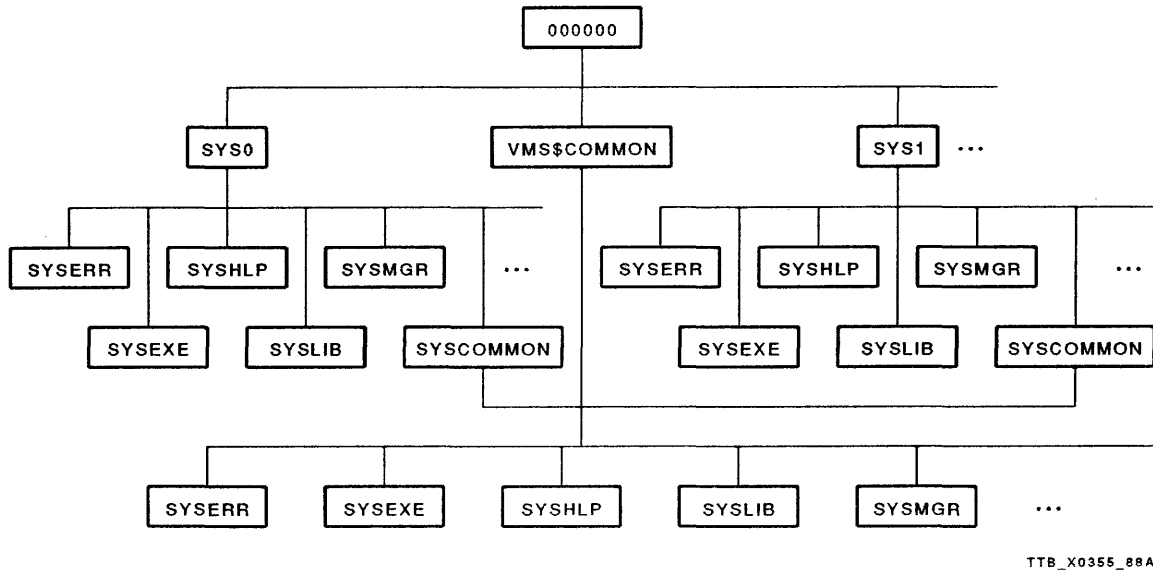 000000
SYS0 VMS$COMMON SYS1 ...
SYSERR SYSHLP SYSMGR ... SYSERR SYSHLP SYSMGR ...
SYSEXE SYSLIB SYSCOMMON SYSEXE SYSLIB SYSCOMMON
SYSERR SYSEXE SYSHLP SYSLIB SYSMGR ...
TTB_X0355_88A